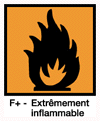 F+ - Extrêmement
inflammable